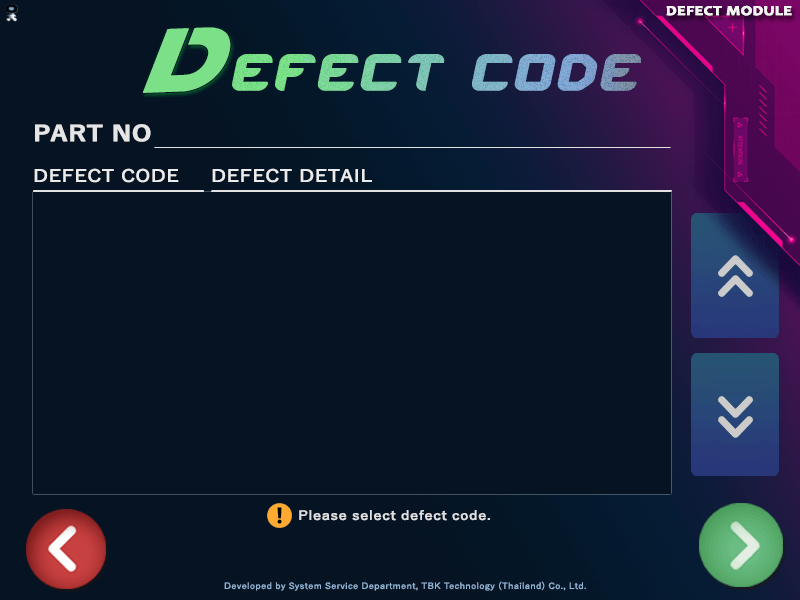 DEFECT MODULE
DEFECT CODE
PART NO
DEFECT CODE DEFECT DETAIL
ATTENTION
! Please select defect code.
Developed by System Service Department, TBK Technology (Thailand) Co., Ltd.